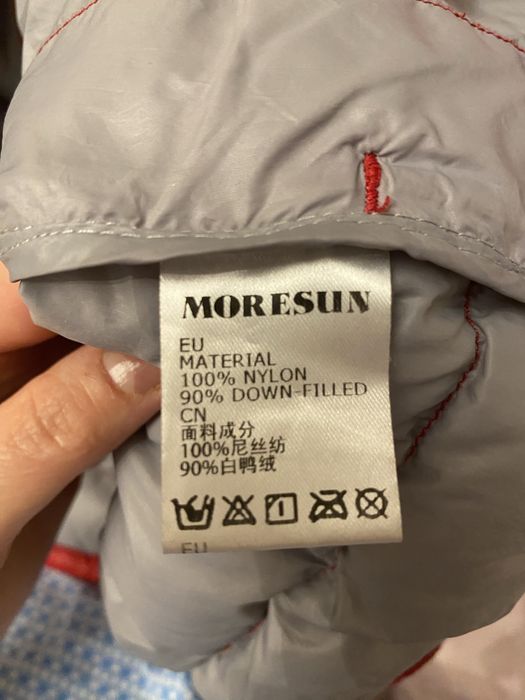 MORESUN
EU
MATERIAL
100% NYLON
90% DOWN-FILLED
CN
面料成分
100%尼丝纺
90%白鸭绒
EU